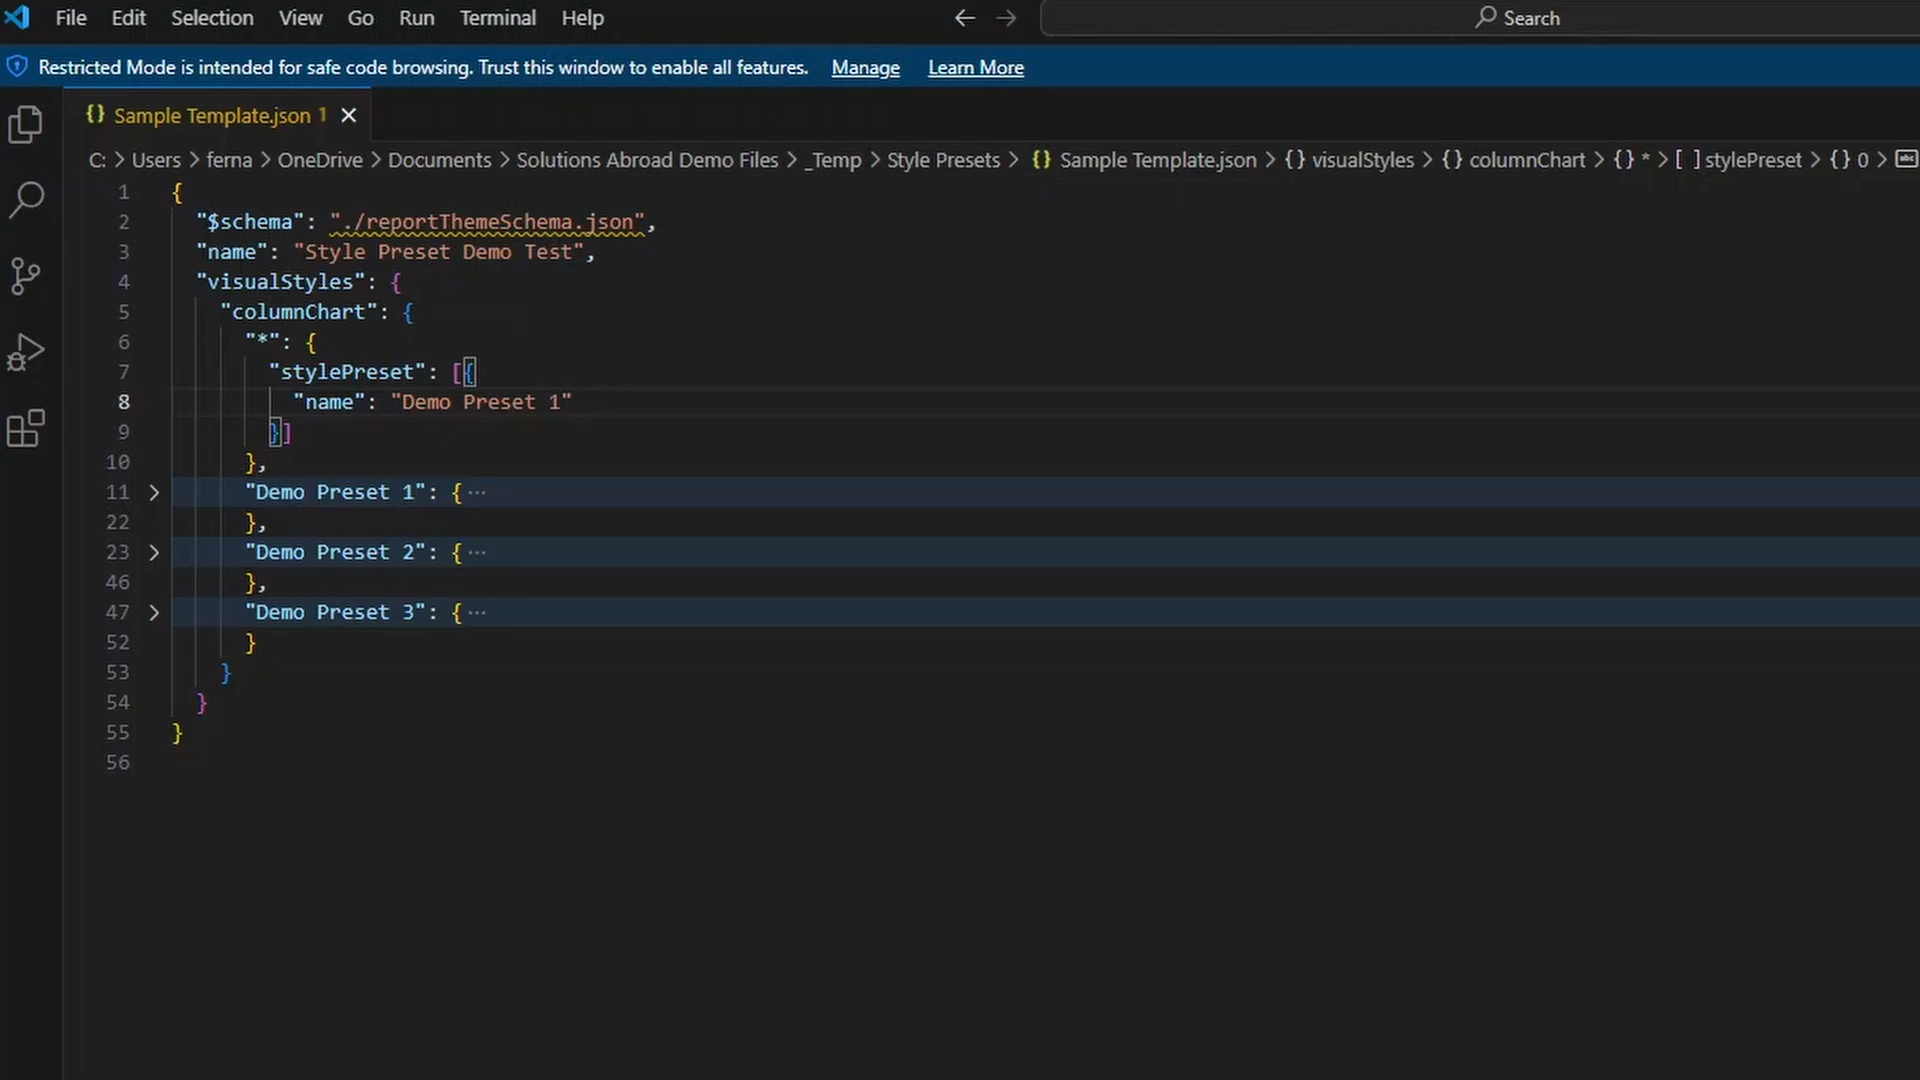 File Edit Selection View Go Run Terminal Help Search
Restricted Mode is intended for safe code browsing. Trust this window to enable all features. Manage Learn More
{} Sample Template.json 1
C: > Users > ferna > OneDrive > Documents > Solutions Abroad Demo Files > _Temp > Style Presets > {} Sample Template.json > {} visualStyles > {} columnChart > {} * > [ ] stylePreset > {} 0 > abc
1 {
2 "$schema": "./reportThemeSchema.json",
3 "name": "Style Preset Demo Test",
4 "visualStyles": {
5 "columnChart": {
6 "*": {
7 "stylePreset": [{
8 "name": "Demo Preset 1"
9 }]
10 },
11 > "Demo Preset 1": { ···
22 },
23 > "Demo Preset 2": { ···
46 },
47 > "Demo Preset 3": { ···
52 }
53 }
54 }
55 }
56